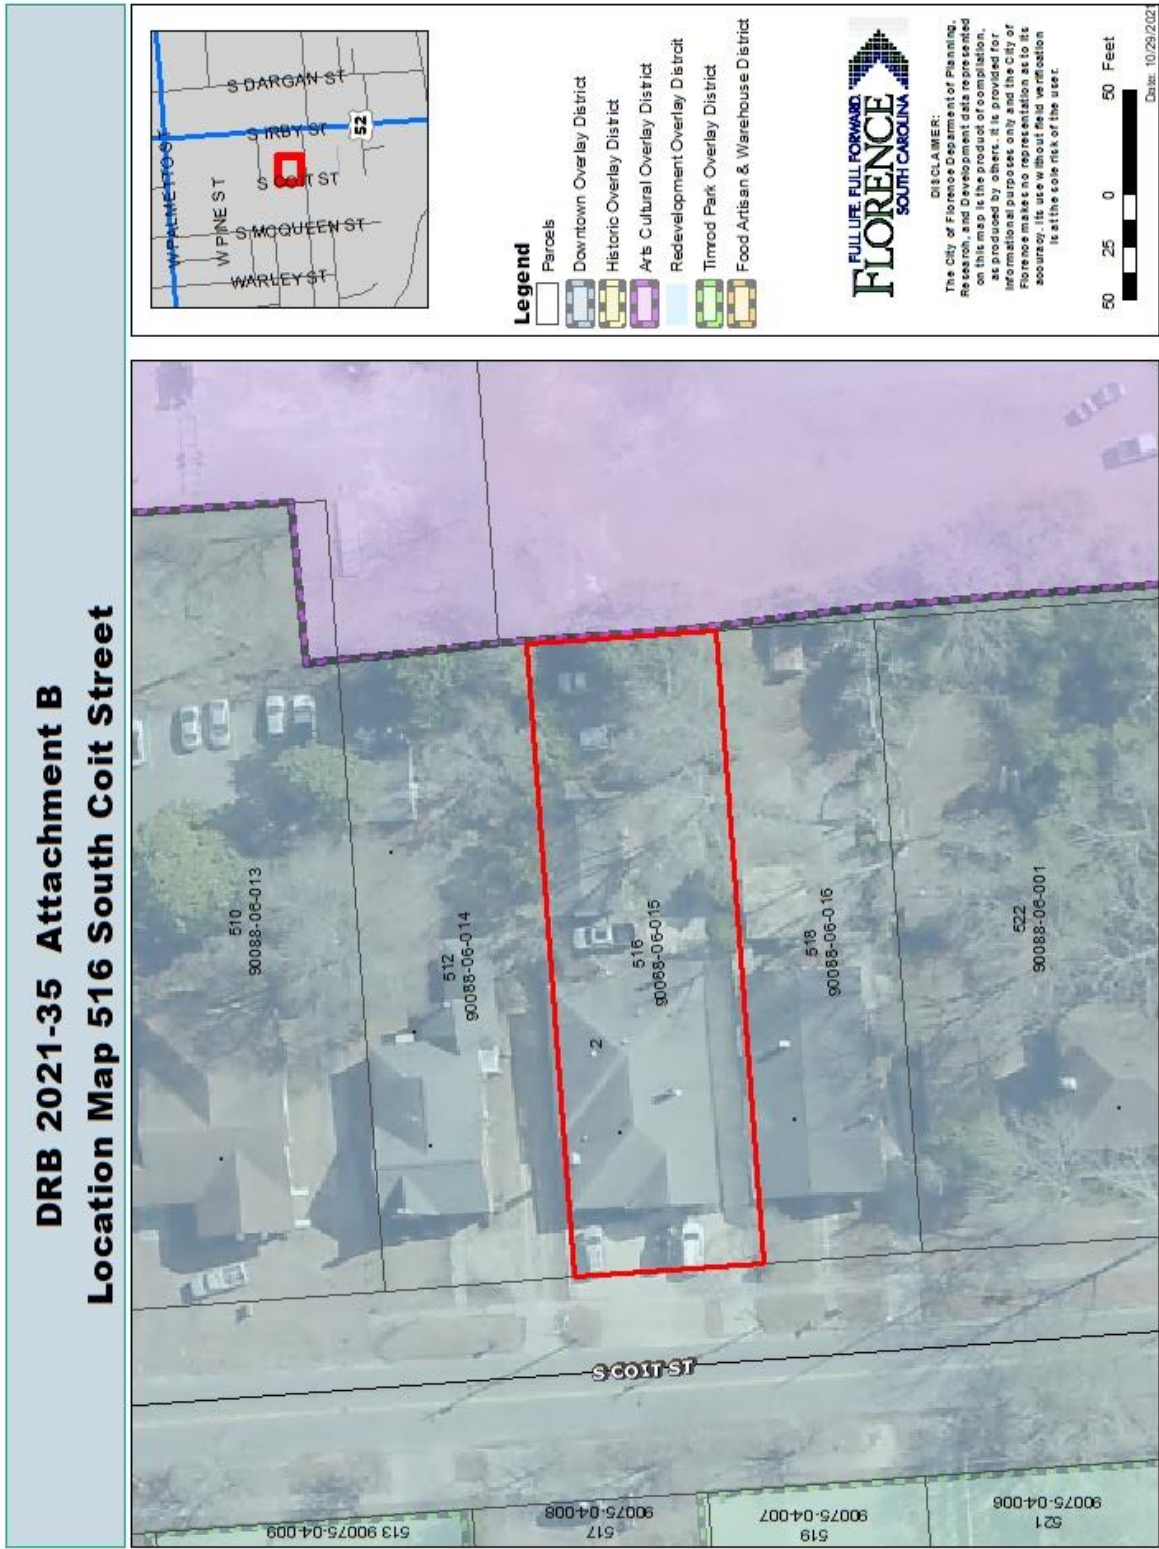 DRB 2021-35 Attachment B
Location Map 516 South Coit Street
510
90088-06-013
512
90088-06-014
2
516
90088-06-015
518
90088-06-016
522
90088-06-001
S COIT ST
513 90075-04-009
517
90075-04-008
519
90075-04-007
521
90075-04-006
W PALMETTO ST
W PINE ST
S DARGAN ST
S IRBY ST
52
S COIT ST
S MCQUEEN ST
WARLEY ST
Legend
Parcels
Downtown Overlay District
Historic Overlay District
Arts Cultural Overlay District
Redevelopment Overlay Distrcit
Timrod Park Overlay District
Food Artisan & Warehouse District
FULL LIFE. FULL FORWARD.
FLORENCE
SOUTH CAROLINA
DISCLAIMER:
The City of Florence Department of Planning,
Research, and Development data represented
on this map is the product of compilation,
as produced by others. It is provided for
informational purposes only and the City of
Florence makes no representation as to its
accuracy. Its use without field verification
is at the sole risk of the user.
50 25 0 50 Feet
Date: 10/29/2021